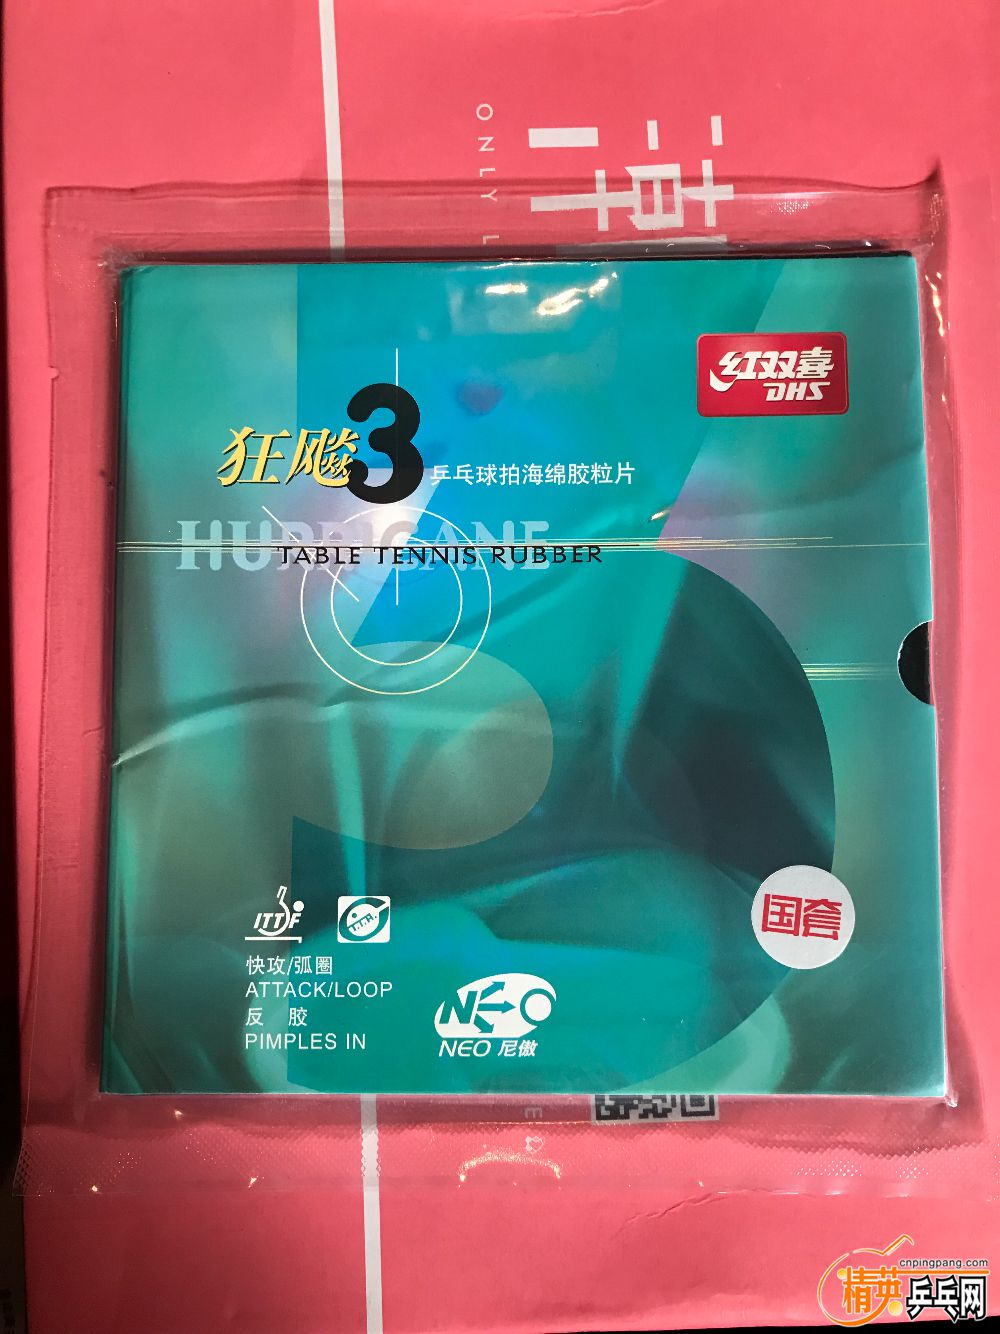 ONLY L
红双喜
DHS
狂飚3 乒乓球拍海绵胶粒片
HURRICANE
TABLE TENNIS RUBBER
国套
ITTF
T.T.A.A.
快攻/弧圈
ATTACK/LOOP
反 胶
PIMPLES IN
NEO
NEO 尼傲
E
cnpingpang.com
精英乒乓网